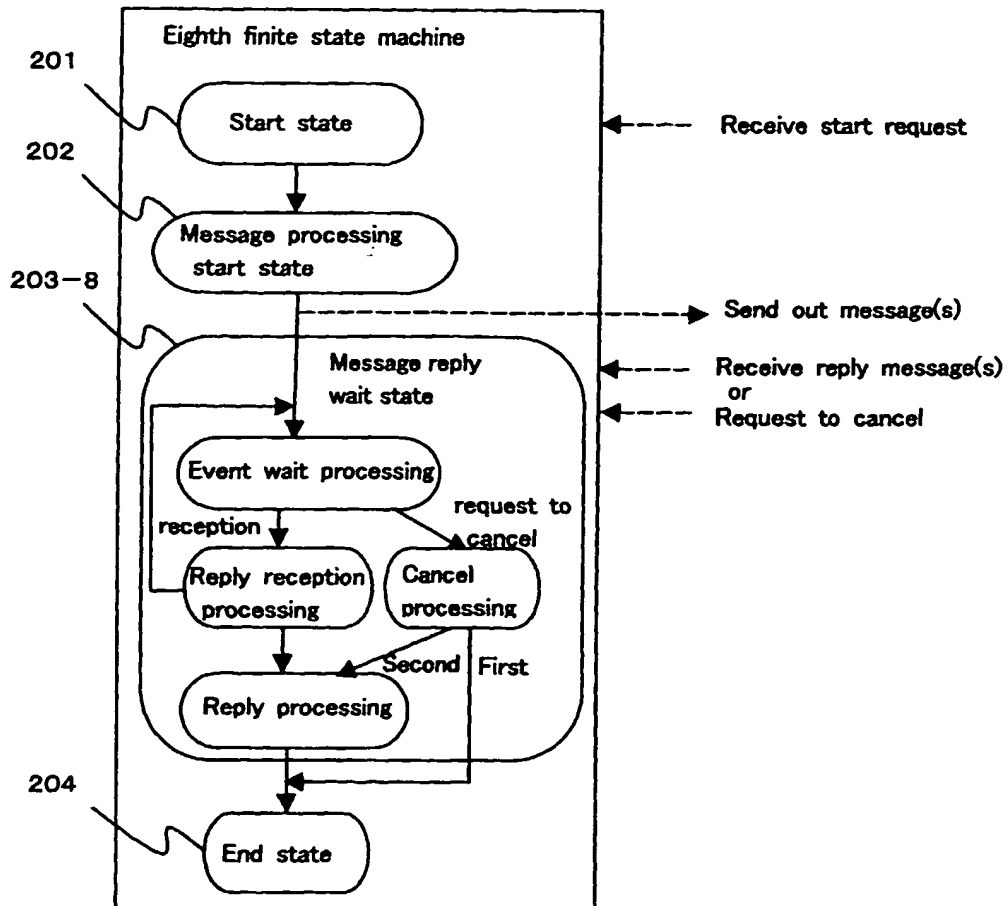 Eighth finite state machine
201
Start state
Receive start request
202
Message processing
start state
203-8
Send out message(s)
Message reply
wait state
Receive reply message(s)
or
Request to cancel
Event wait processing
reception
request to
cancel
Reply reception
processing
Cancel
processing
Second
First
Reply processing
204
End state